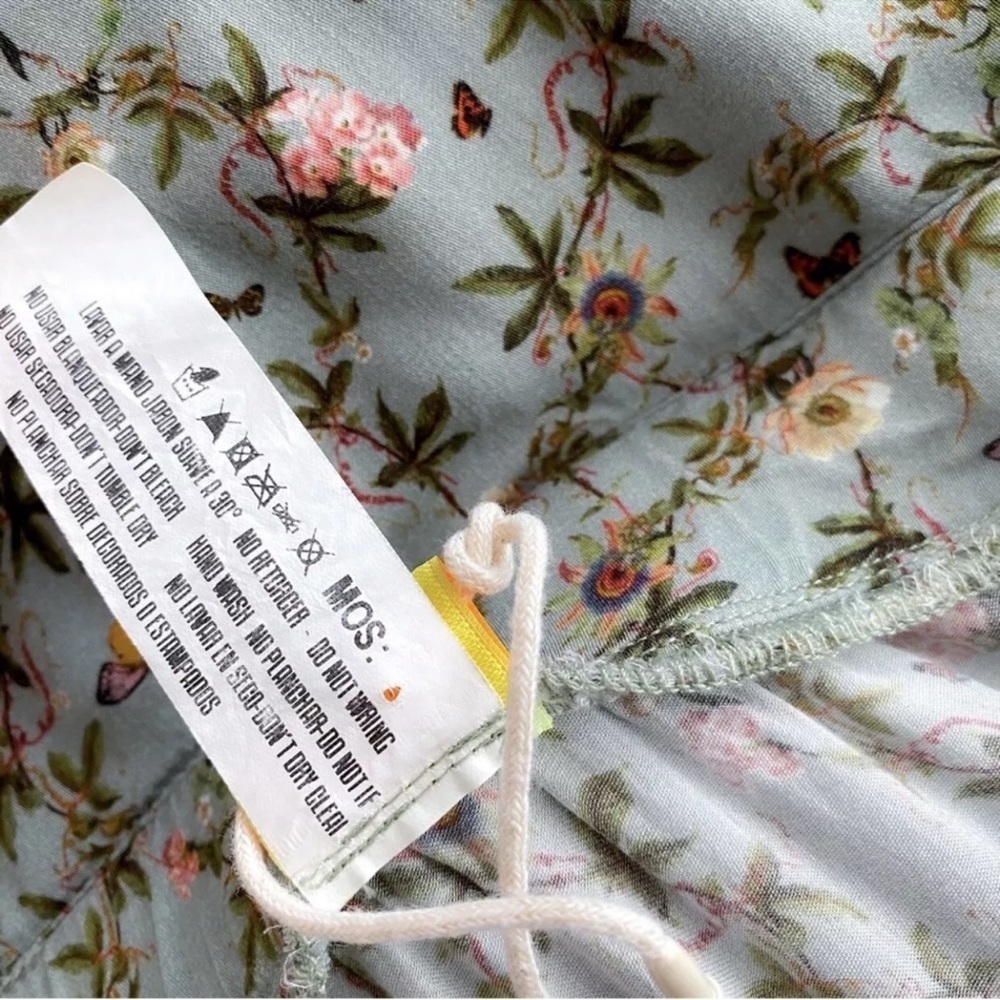 MOS:
LAVAR A MANO JABON SUAVE A 30° NO RETORCER - DO NOT WRING
HAND WASH NO PLANCHAR-DO NOT IF
NO USAR BLANQUEADOR-DON'T BLEACH
NO LAVAR EN SECO-DON'T DRY CLEAN
NO USAR SECADORA-DON'T TUMBLE DRY
NO PLANCHAR SOBRE DECORADOS O ESTAMPADOS